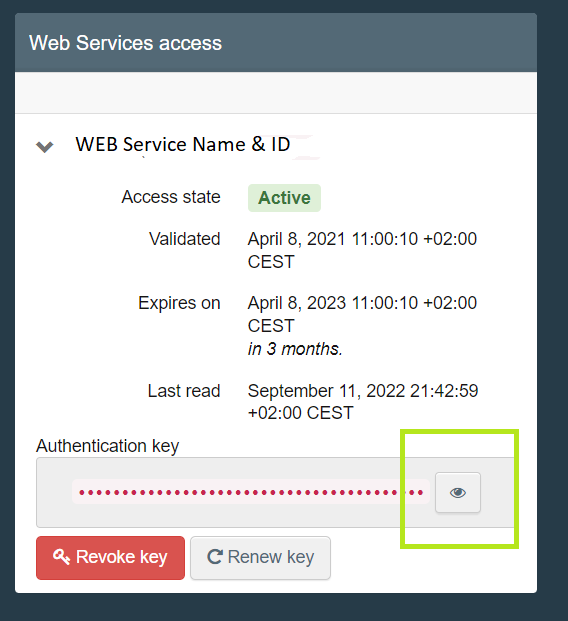 Web Services access
WEB Service Name & ID
Access state Active
Validated April 8, 2021 11:00:10 +02:00
CEST
Expires on April 8, 2023 11:00:10 +02:00
CEST
in 3 months.
Last read September 11, 2022 21:42:59
+02:00 CEST
Authentication key
Revoke key Renew key